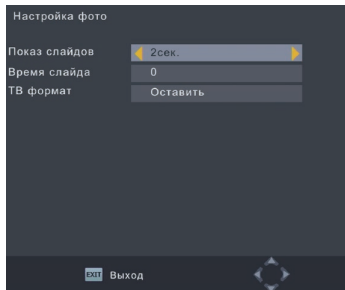 Настройка фото
Показ слайдов 2сек.
Время слайда 0
ТВ формат Оставить
EXIT Выход